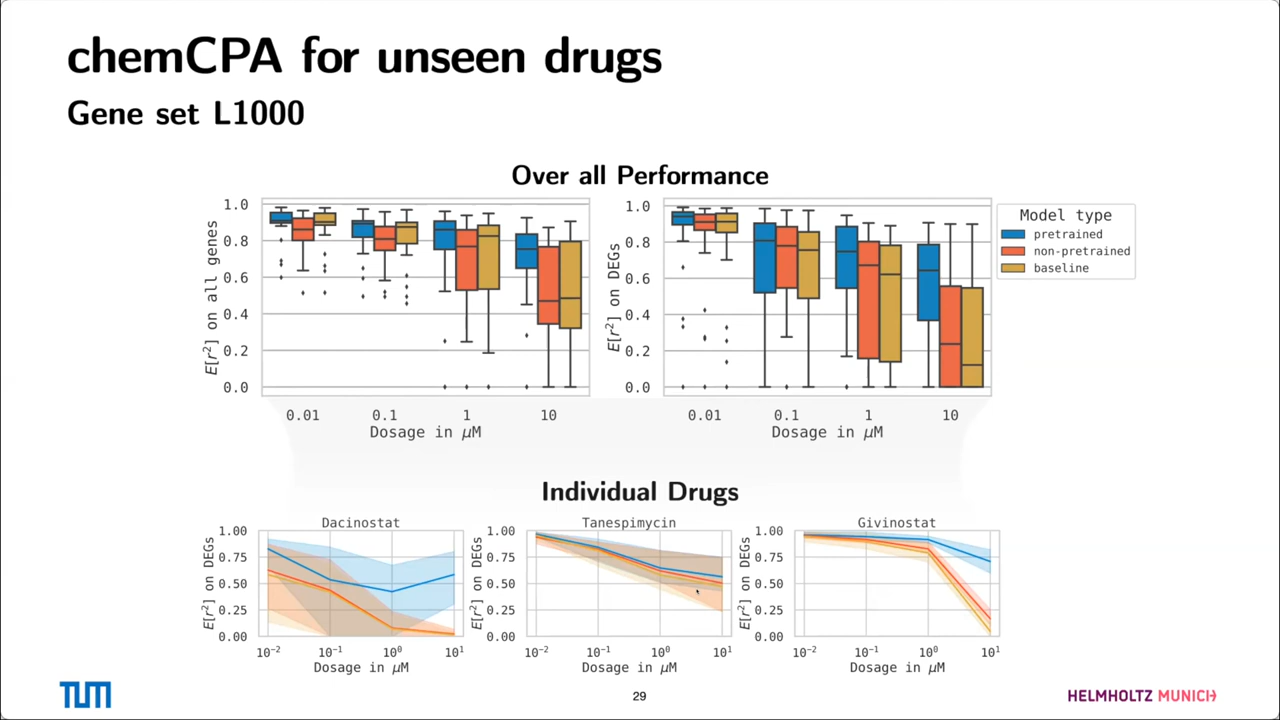 chemCPA for unseen drugs
Gene set L1000
Over all Performance
E[r²] on all genes
1.0
0.8
0.6
0.4
0.2
0.0
0.01 0.1 1 10
Dosage in μM
E[r²] on DEGs
1.0
0.8
0.6
0.4
0.2
0.0
0.01 0.1 1 10
Dosage in μM
Model type
pretrained
non-pretrained
baseline
Individual Drugs
Dacinostat
E[r²] on DEGs
1.00
0.75
0.50
0.25
0.00
10⁻² 10⁻¹ 10⁰ 10¹
Dosage in μM
Tanespimycin
E[r²] on DEGs
1.00
0.75
0.50
0.25
0.00
10⁻² 10⁻¹ 10⁰ 10¹
Dosage in μM
Givinostat
E[r²] on DEGs
1.00
0.75
0.50
0.25
0.00
10⁻² 10⁻¹ 10⁰ 10¹
Dosage in μM
TUM
29
HELMHOLTZ MUNICH